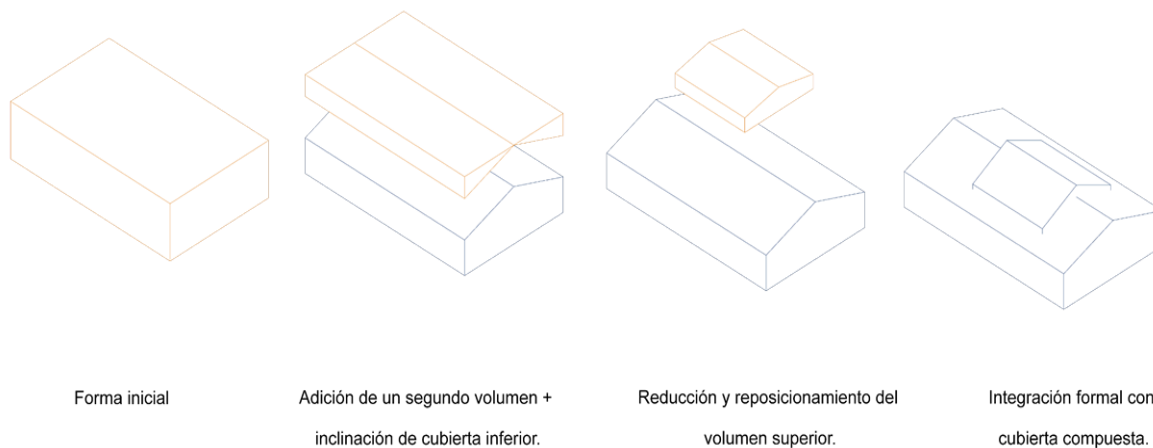 Forma inicial
Adición de un segundo volumen +
inclinación de cubierta inferior.
Reducción y reposicionamiento del
volumen superior.
Integración formal con
cubierta compuesta.